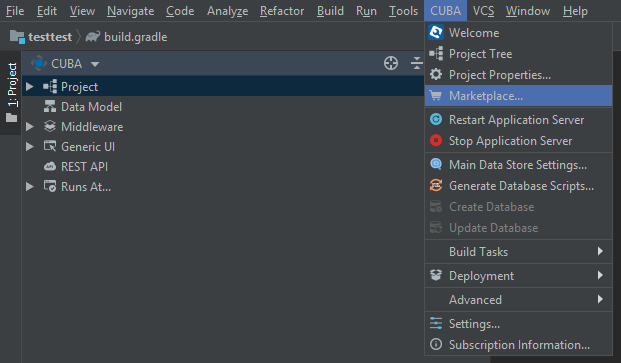 File Edit View Navigate Code Analyze Refactor Build Run Tools CUBA VCS Window Help
testtest build.gradle
1: Project
CUBA
Project
Data Model
Middleware
Generic UI
REST API
Runs At...
Welcome
Project Tree
Project Properties...
Marketplace...
Restart Application Server
Stop Application Server
Main Data Store Settings...
Generate Database Scripts...
Create Database
Update Database
Build Tasks
Deployment
Advanced
Settings...
Subscription Information...